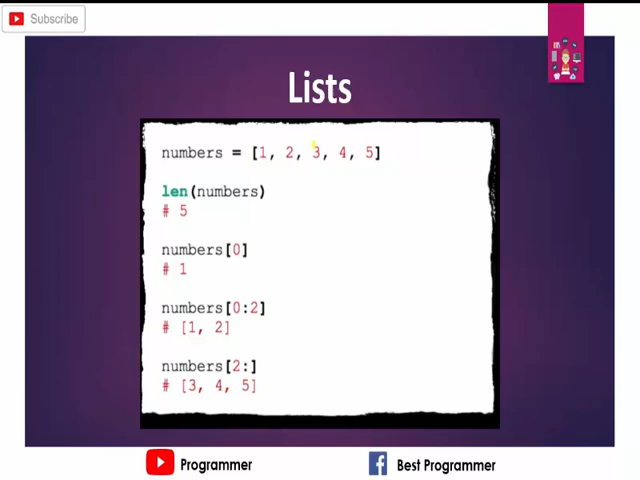 Subscribe
Lists
numbers = [1, 2, 3, 4, 5]
len(numbers)
# 5
numbers[0]
# 1
numbers[0:2]
# [1, 2]
numbers[2:]
# [3, 4, 5]
Programmer
Best Programmer